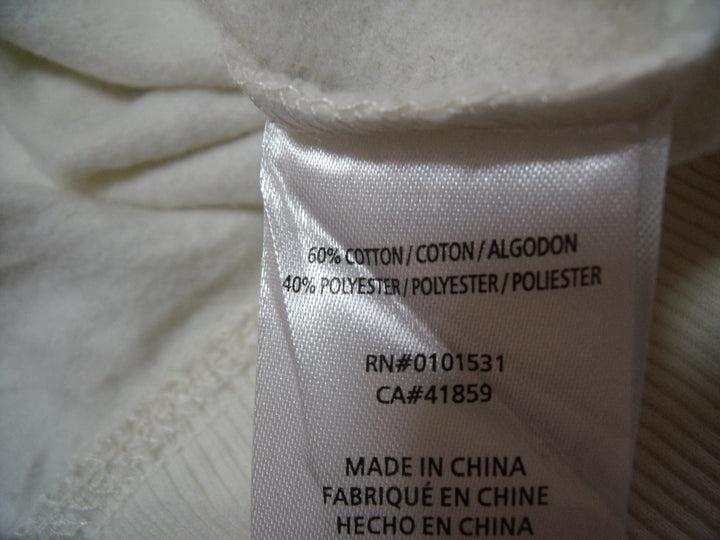 60% COTTON / COTON / ALGODON
40% POLYESTER / POLYESTER / POLIESTER
RN#0101531
CA#41859
MADE IN CHINA
FABRIQUÉ EN CHINE
HECHO EN CHINA